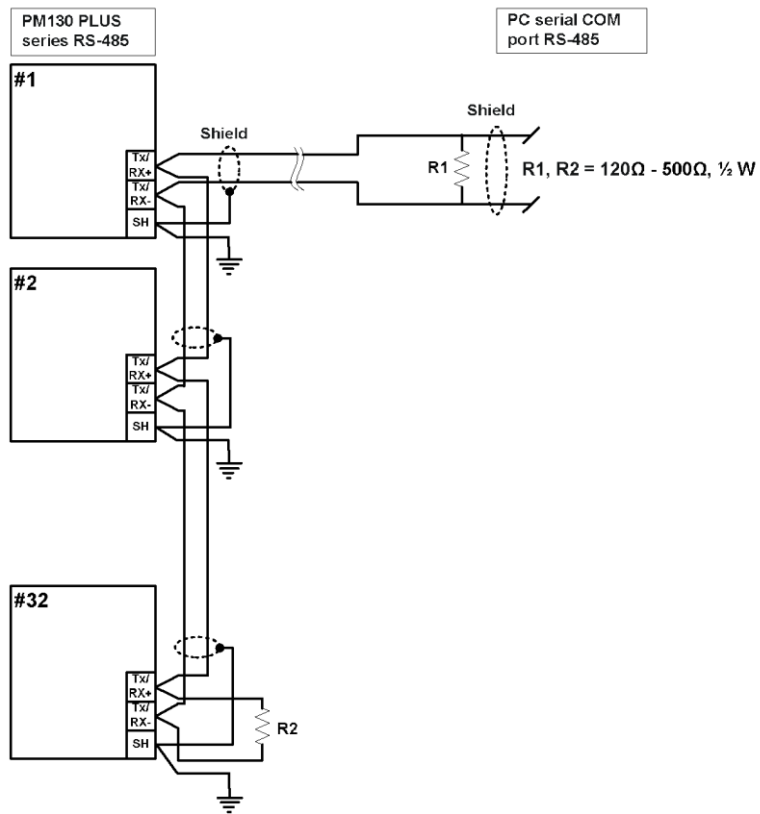 PM130 PLUS
series RS-485
PC serial COM
port RS-485
#1
Shield
Shield
R1
R1, R2 = 120Ω - 500Ω, ½ W
Tx/
RX+
Tx/
RX-
SH
#2
Tx/
RX+
Tx/
RX-
SH
#32
Tx/
RX+
Tx/
RX-
SH
R2